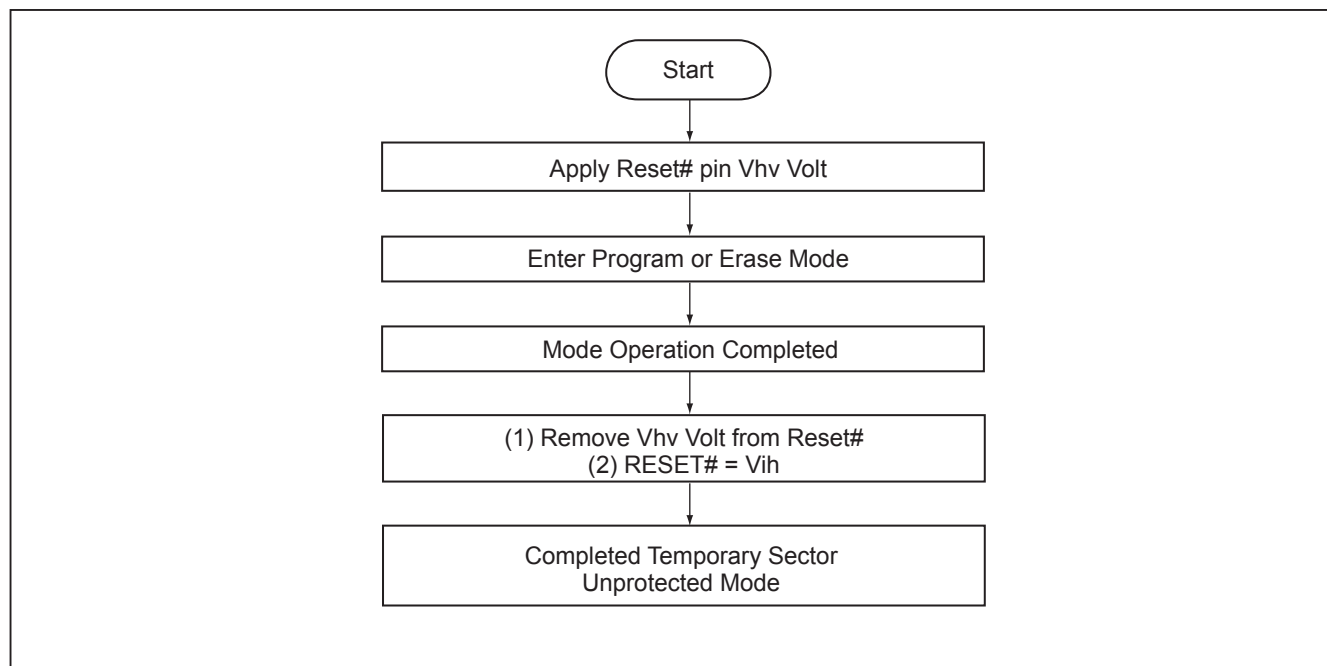 Start
Apply Reset# pin Vhv Volt
Enter Program or Erase Mode
Mode Operation Completed
(1) Remove Vhv Volt from Reset#
(2) RESET# = Vih
Completed Temporary Sector
Unprotected Mode